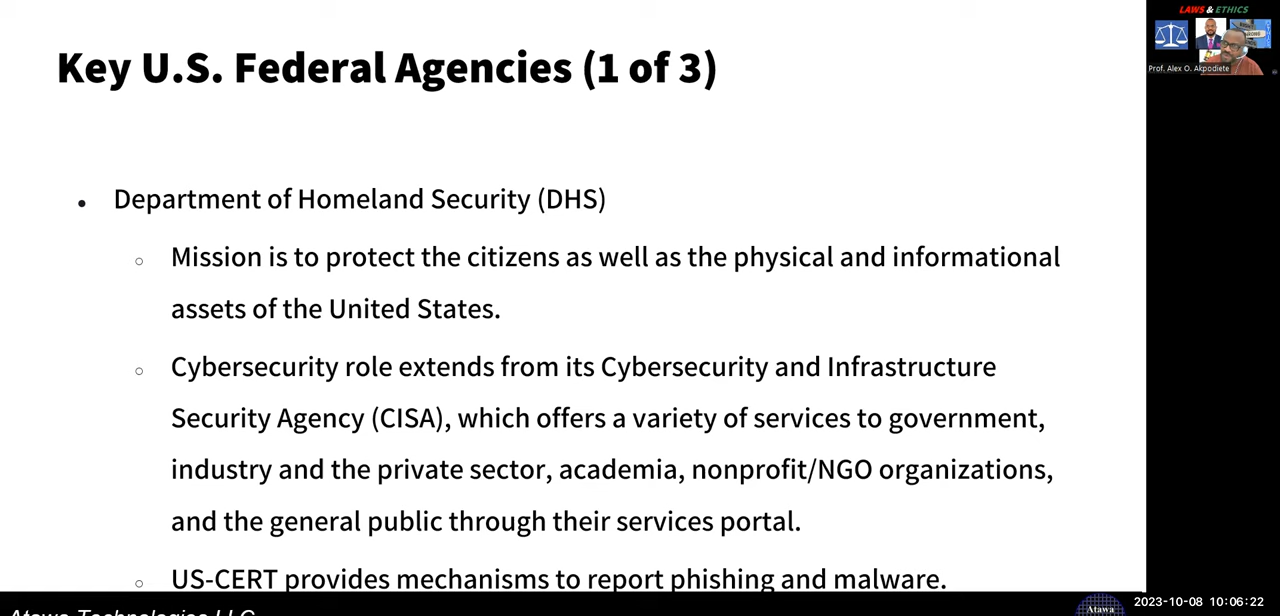 LAWS & ETHICS
Prof. Alex O. Akpodiete
Key U.S. Federal Agencies (1 of 3)
• Department of Homeland Security (DHS)
○ Mission is to protect the citizens as well as the physical and informational
assets of the United States.
○ Cybersecurity role extends from its Cybersecurity and Infrastructure
Security Agency (CISA), which offers a variety of services to government,
industry and the private sector, academia, nonprofit/NGO organizations,
and the general public through their services portal.
○ US-CERT provides mechanisms to report phishing and malware.
Atawa Technologies LLC
Atawa
2023-10-08 10:06:22